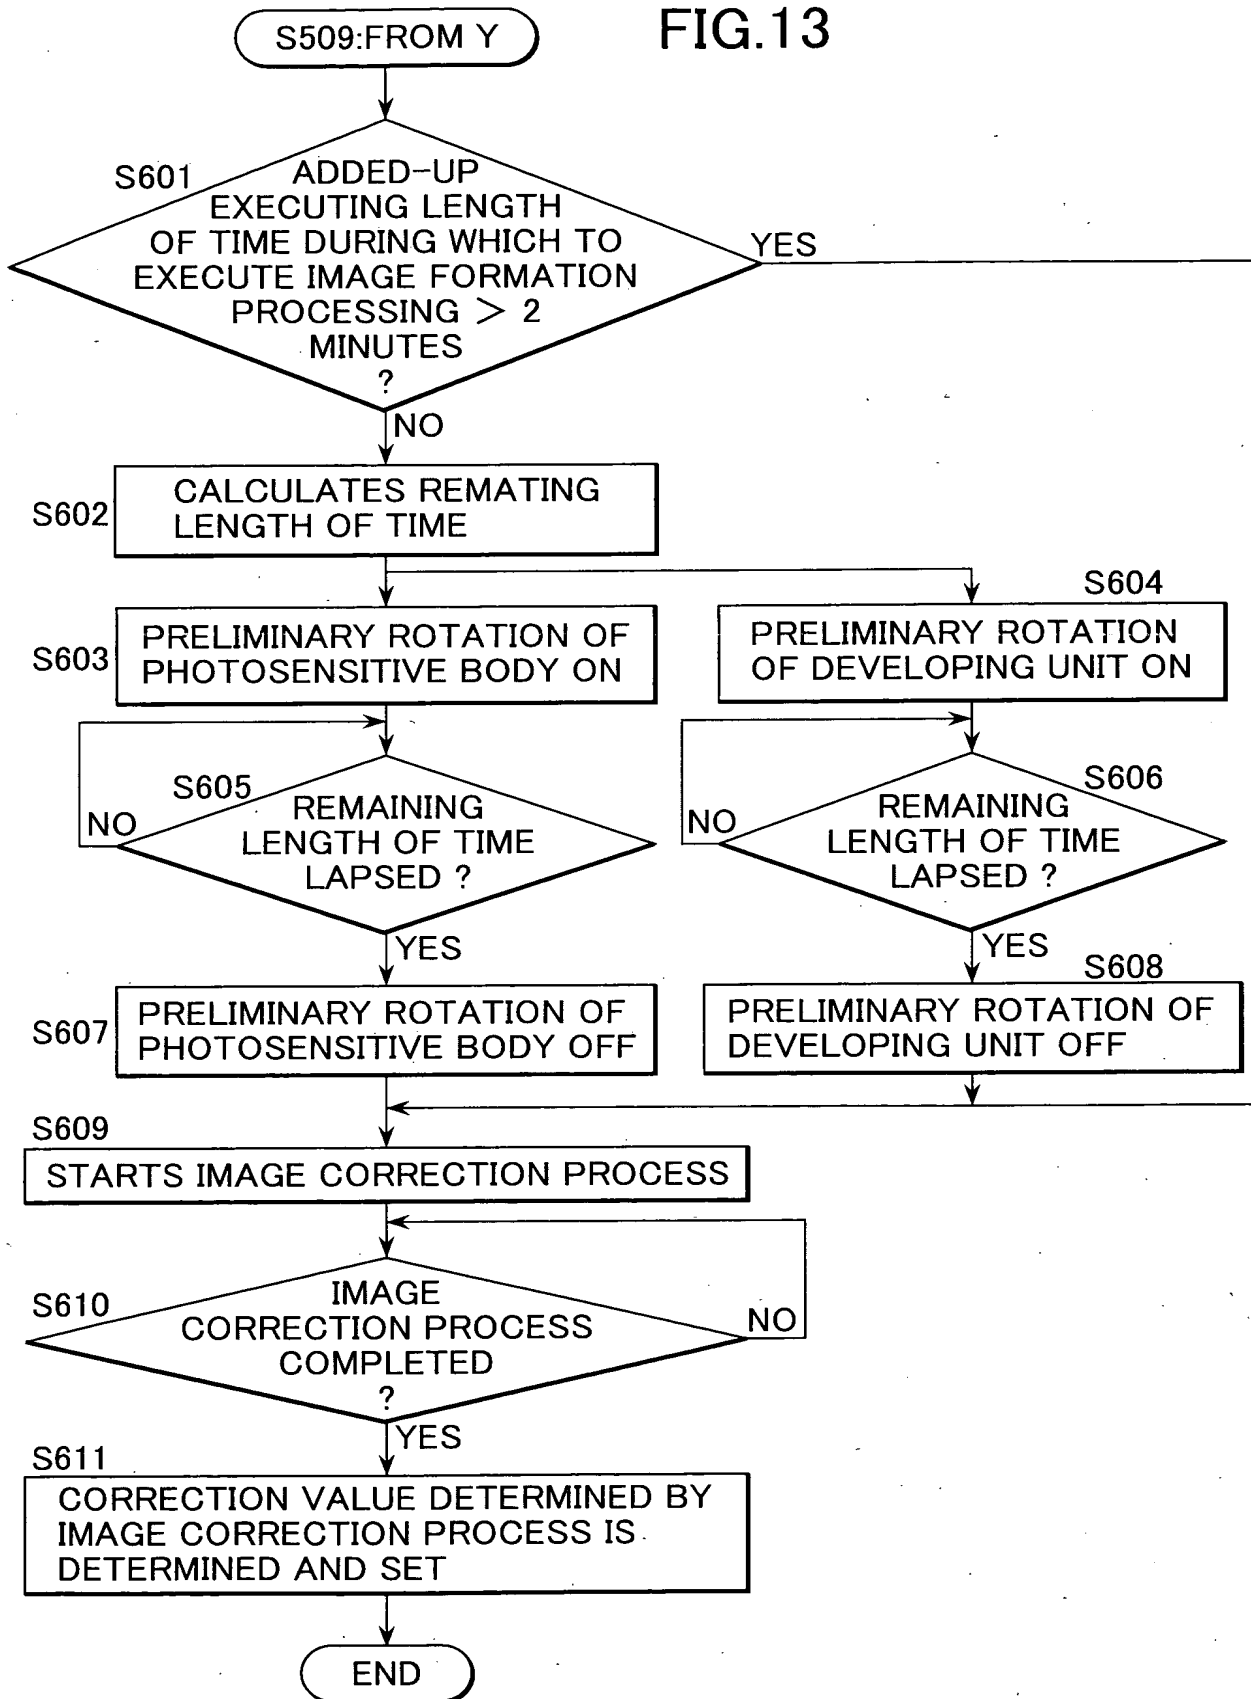 FIG.13
S509:FROM Y
S601
ADDED-UP
EXECUTING LENGTH
OF TIME DURING WHICH TO
EXECUTE IMAGE FORMATION
PROCESSING > 2
MINUTES
?
YES
NO
S602
CALCULATES REMATING
LENGTH OF TIME
S603
PRELIMINARY ROTATION OF
PHOTOSENSITIVE BODY ON
S604
PRELIMINARY ROTATION
OF DEVELOPING UNIT ON
S605
REMAINING
LENGTH OF TIME
LAPSED ?
NO
YES
S606
REMAINING
LENGTH OF TIME
LAPSED ?
NO
YES
S607
PRELIMINARY ROTATION OF
PHOTOSENSITIVE BODY OFF
S608
PRELIMINARY ROTATION OF
DEVELOPING UNIT OFF
S609
STARTS IMAGE CORRECTION PROCESS
S610
IMAGE
CORRECTION PROCESS
COMPLETED
?
NO
YES
S611
CORRECTION VALUE DETERMINED BY
IMAGE CORRECTION PROCESS IS
DETERMINED AND SET
END